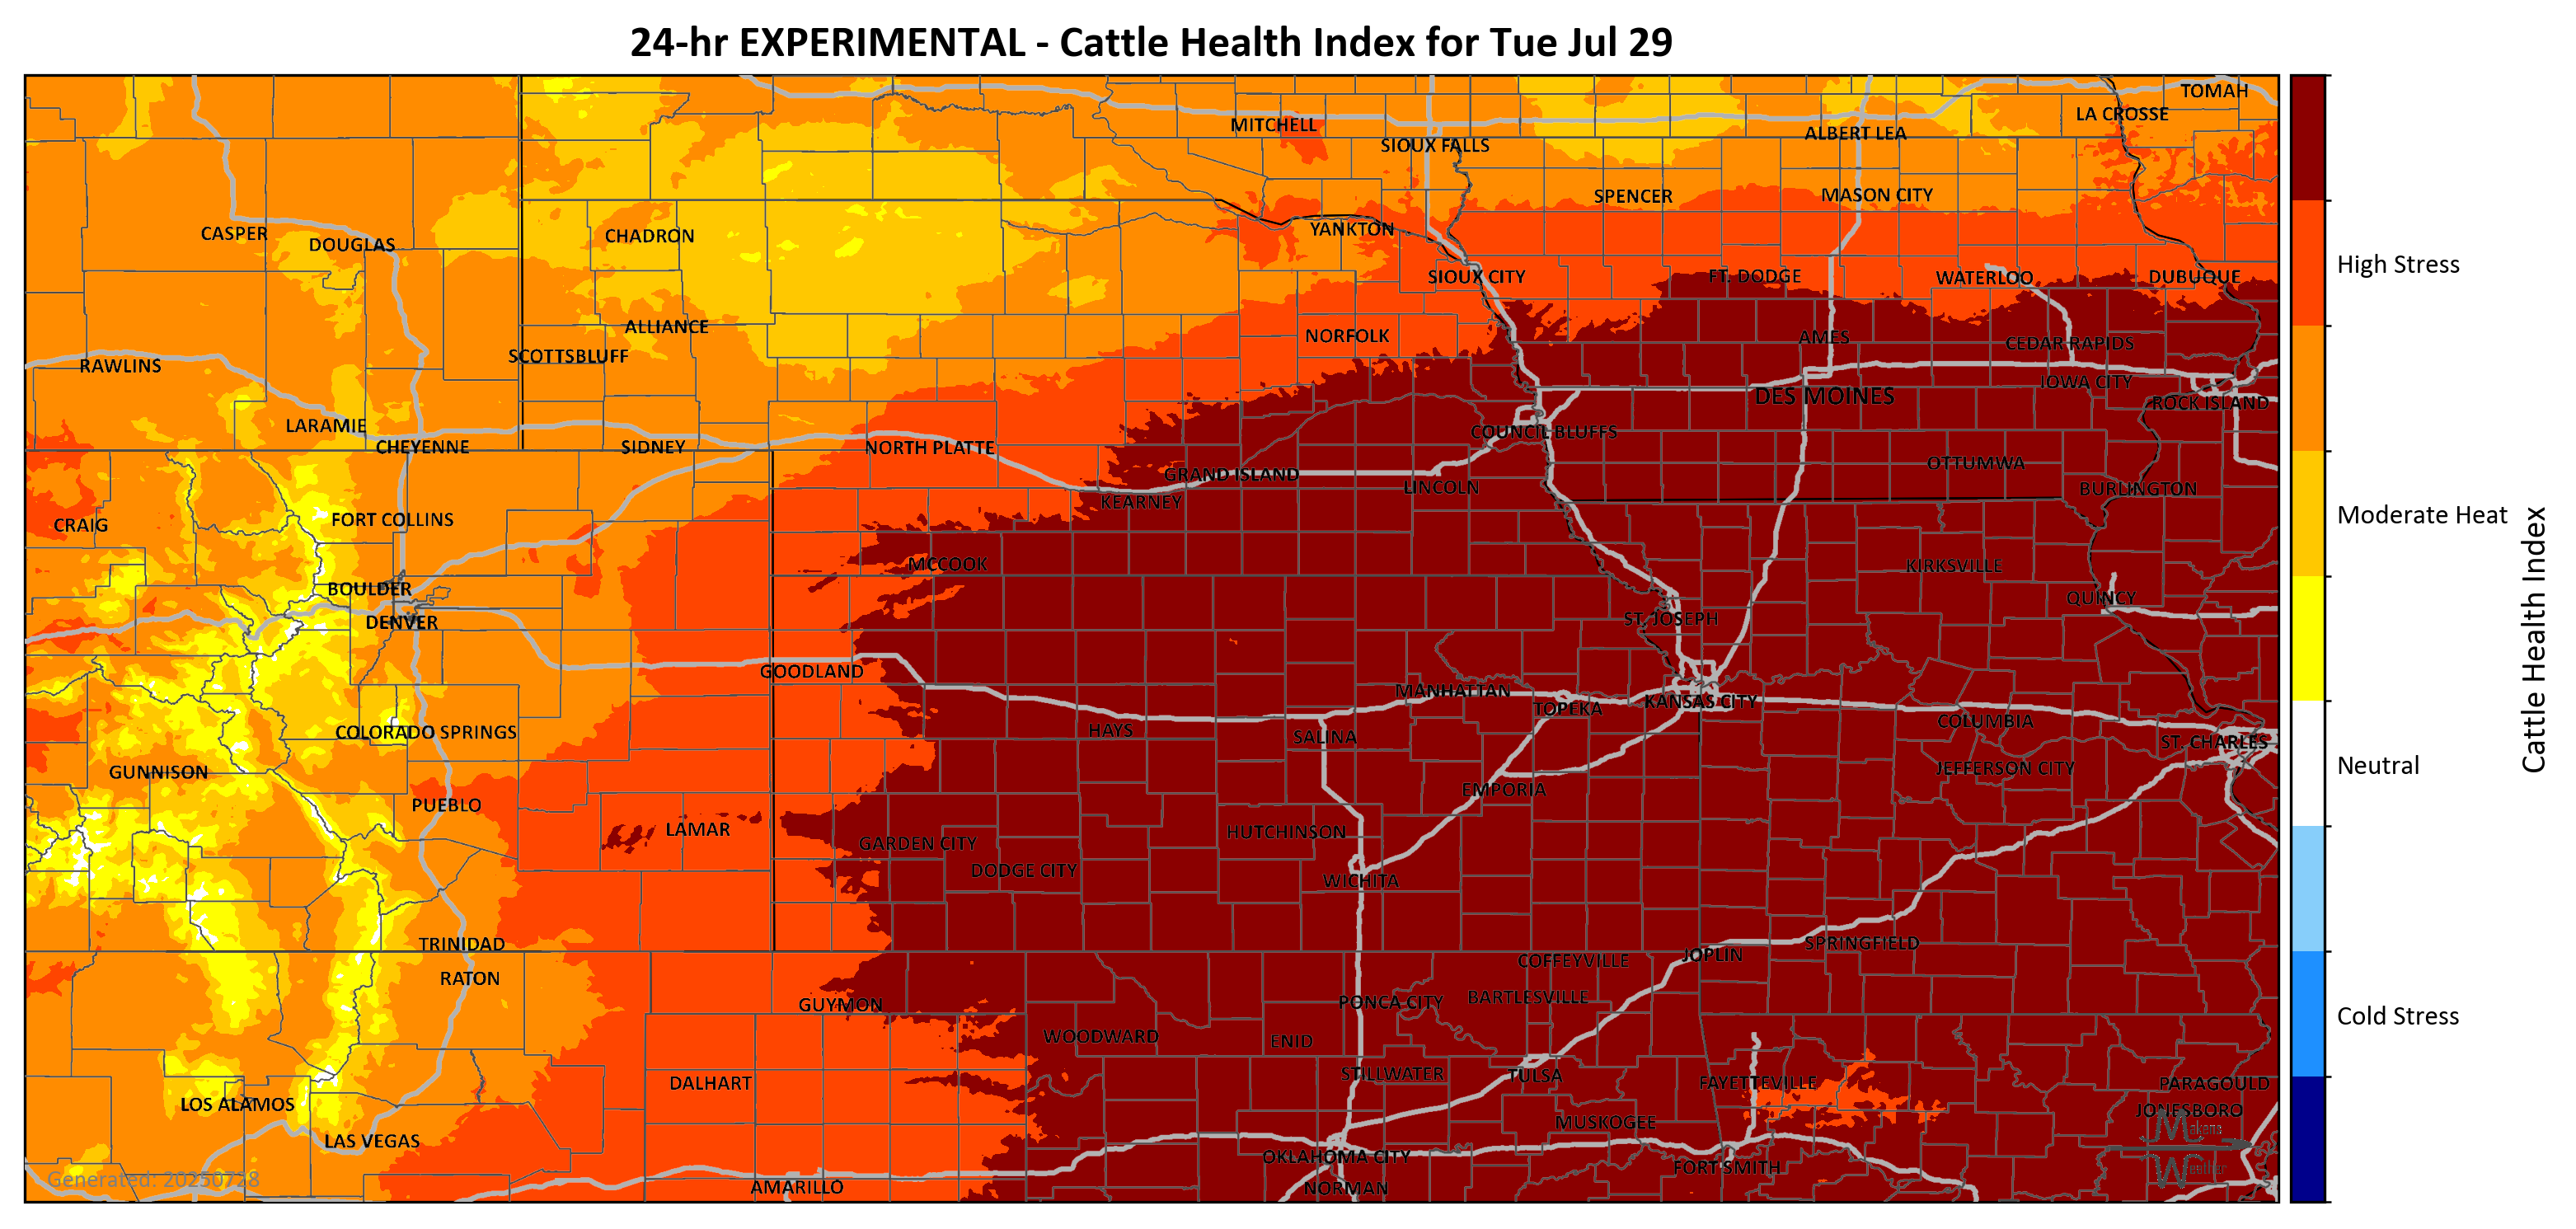 24-hr EXPERIMENTAL - Cattle Health Index for Tue Jul 29
TOMAH
LA CROSSE
MITCHELL
ALBERT LEA
SIOUX FALLS
SPENCER
MASON CITY
CASPER
DOUGLAS
CHADRON
YANKTON
SIOUX CITY
FT. DODGE
WATERLOO
DUBUQUE
High Stress
ALLIANCE
NORFOLK
AMES
CEDAR RAPIDS
SCOTTSBLUFF
RAWLINS
IOWA CITY
DES MOINES
ROCK ISLAND
LARAMIE
COUNCIL BLUFFS
CHEYENNE
SIDNEY
NORTH PLATTE
OTTUMWA
GRAND ISLAND
LINCOLN
BURLINGTON
KEARNEY
CRAIG
FORT COLLINS
Moderate Heat
MCCOOK
KIRKSVILLE
BOULDER
QUINCY
DENVER
ST. JOSEPH
Cattle Health Index
GOODLAND
MANHATTAN
TOPEKA
KANSAS CITY
COLUMBIA
COLORADO SPRINGS
HAYS
SALINA
ST. CHARLES
GUNNISON
JEFFERSON CITY
Neutral
EMPORIA
PUEBLO
LAMAR
HUTCHINSON
GARDEN CITY
DODGE CITY
WICHITA
TRINIDAD
SPRINGFIELD
JOPLIN
COFFEYVILLE
RATON
GUYMON
PONCA CITY
BARTLESVILLE
Cold Stress
WOODWARD
ENID
STILLWATER
TULSA
DALHART
FAYETTEVILLE
PARAGOULD
LOS ALAMOS
JONESBORO
MUSKOGEE
Makens
LAS VEGAS
OKLAHOMA CITY
FORT SMITH
Weather
Generated: 20250728
AMARILLO
NORMAN